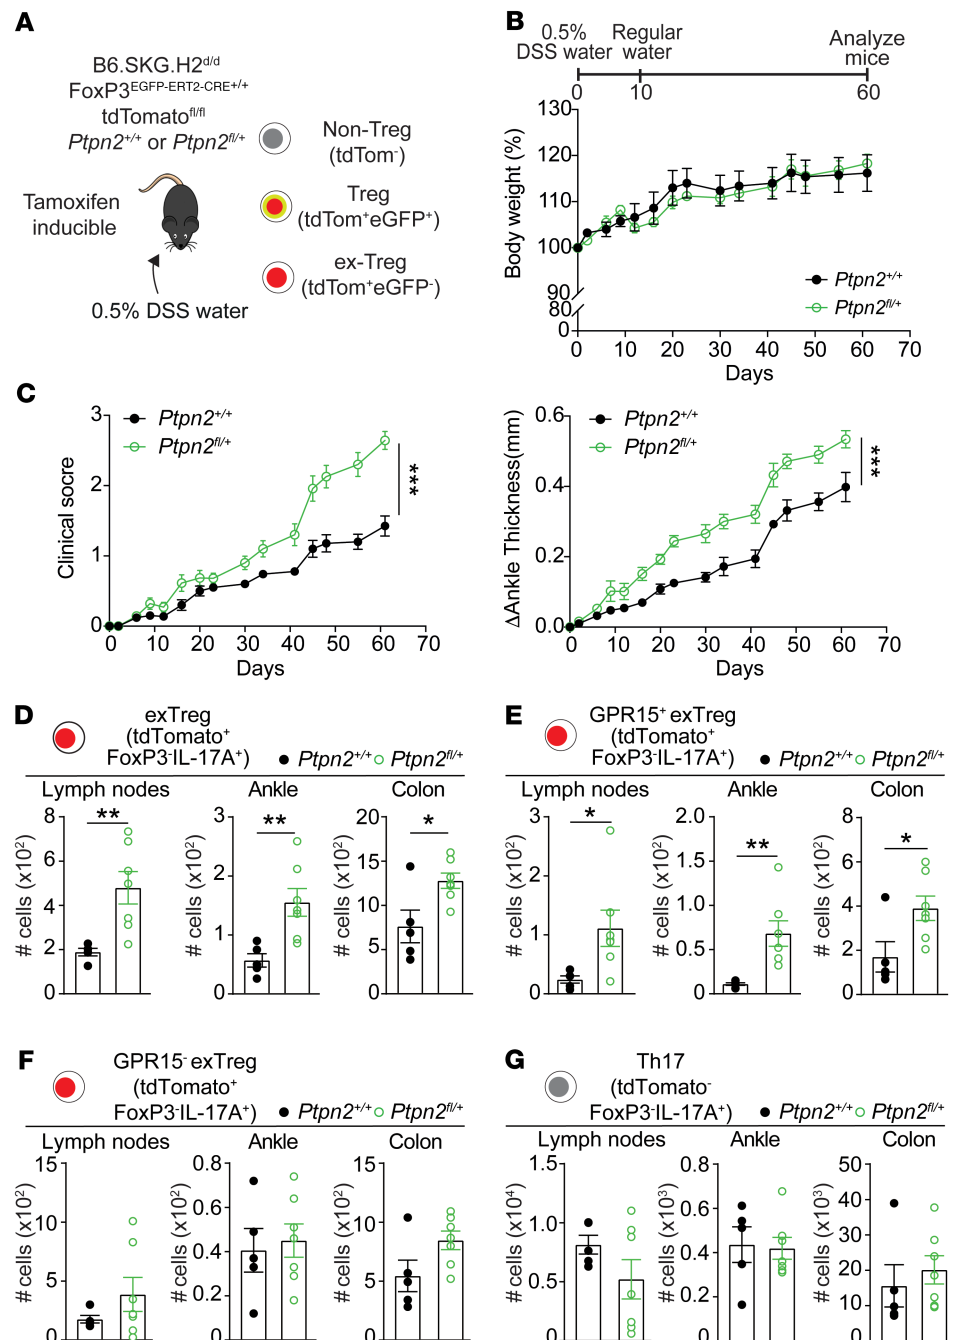 A
B6.SKG.H2d/d
FoxP3EGFP-ERT2-CRE+/+
tdTomatofl/fl
Ptpn2+/+ or Ptpn2fl/+
Tamoxifen
inducible
0.5% DSS water
Non-Treg
(tdTom-)
Treg
(tdTom+eGFP+)
ex-Treg
(tdTom+eGFP-)
B
0.5%
DSS water
Regular
water
Analyze
mice
0 10 60
Body weight (%)
130
120
110
100
90
80
0
Ptpn2+/+
Ptpn2fl/+
0 10 20 30 40 50 60 70
Days
C
Clinical socre
3
2
1
0
Ptpn2+/+
Ptpn2fl/+
***
0 10 20 30 40 50 60 70
Days
ΔAnkle Thickness(mm)
0.6
0.4
0.2
0.0
Ptpn2+/+
Ptpn2fl/+
***
0 10 20 30 40 50 60 70
Days
D
exTreg
(tdTomato+
FoxP3-IL-17A+)
Ptpn2+/+ Ptpn2fl/+
Lymph nodes Ankle Colon
# cells (x102)
8
6
4
2
0
**
# cells (x102)
3
2
1
0
**
# cells (x102)
20
15
10
5
0
*
E
GPR15+ exTreg
(tdTomato+
FoxP3-IL-17A+)
Ptpn2+/+ Ptpn2fl/+
Lymph nodes Ankle Colon
# cells (x102)
3
2
1
0
*
# cells (x102)
2.0
1.5
1.0
0.5
0
**
# cells (x102)
8
6
4
2
0
*
F
GPR15- exTreg
(tdTomato+
FoxP3-IL-17A+)
Ptpn2+/+ Ptpn2fl/+
Lymph nodes Ankle Colon
# cells (x102)
15
10
5
0
# cells (x102)
0.8
0.6
0.4
0.2
0
# cells (x102)
15
10
5
0
G
Th17
(tdTomato-
FoxP3-IL-17A+)
Ptpn2+/+ Ptpn2fl/+
Lymph nodes Ankle Colon
# cells (x104)
1.5
1.0
0.5
0
# cells (x103)
0.8
0.6
0.4
0.2
0
# cells (x103)
50
40
30
20
10
0